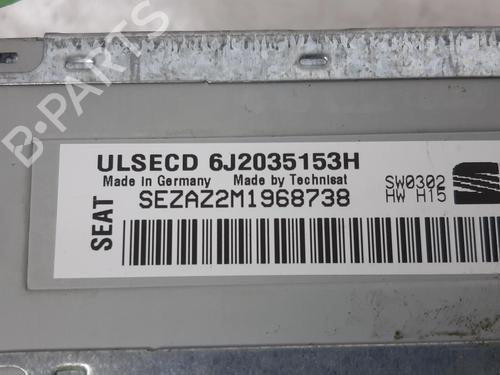 B-PARTS
ULSECD 6J2035153H
Made in Germany Made by Technisat
SEAT
SEZAZ2M1968738
SW0302
HW H15